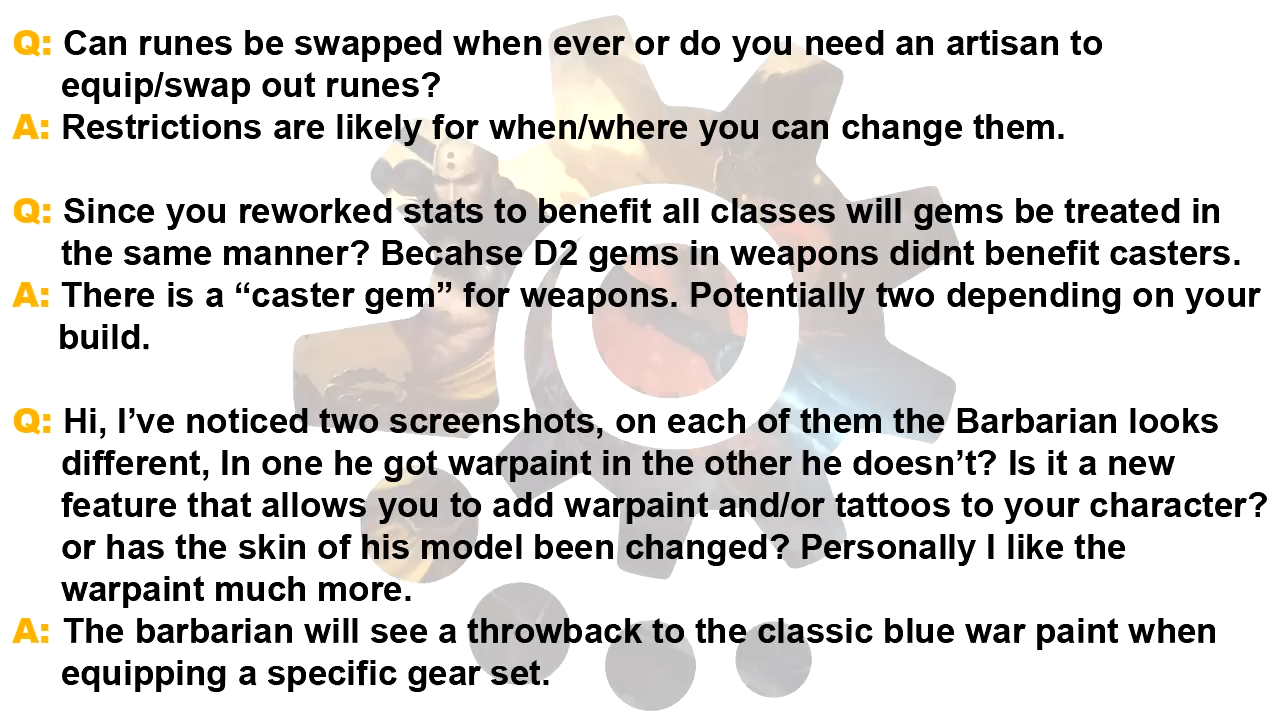 Q: Can runes be swapped when ever or do you need an artisan to
equip/swap out runes?
A: Restrictions are likely for when/where you can change them.
Q: Since you reworked stats to benefit all classes will gems be treated in
the same manner? Becahse D2 gems in weapons didnt benefit casters.
A: There is a “caster gem” for weapons. Potentially two depending on your
build.
Q: Hi, I’ve noticed two screenshots, on each of them the Barbarian looks
different, In one he got warpaint in the other he doesn’t? Is it a new
feature that allows you to add warpaint and/or tattoos to your character?
or has the skin of his model been changed? Personally I like the
warpaint much more.
A: The barbarian will see a throwback to the classic blue war paint when
equipping a specific gear set.